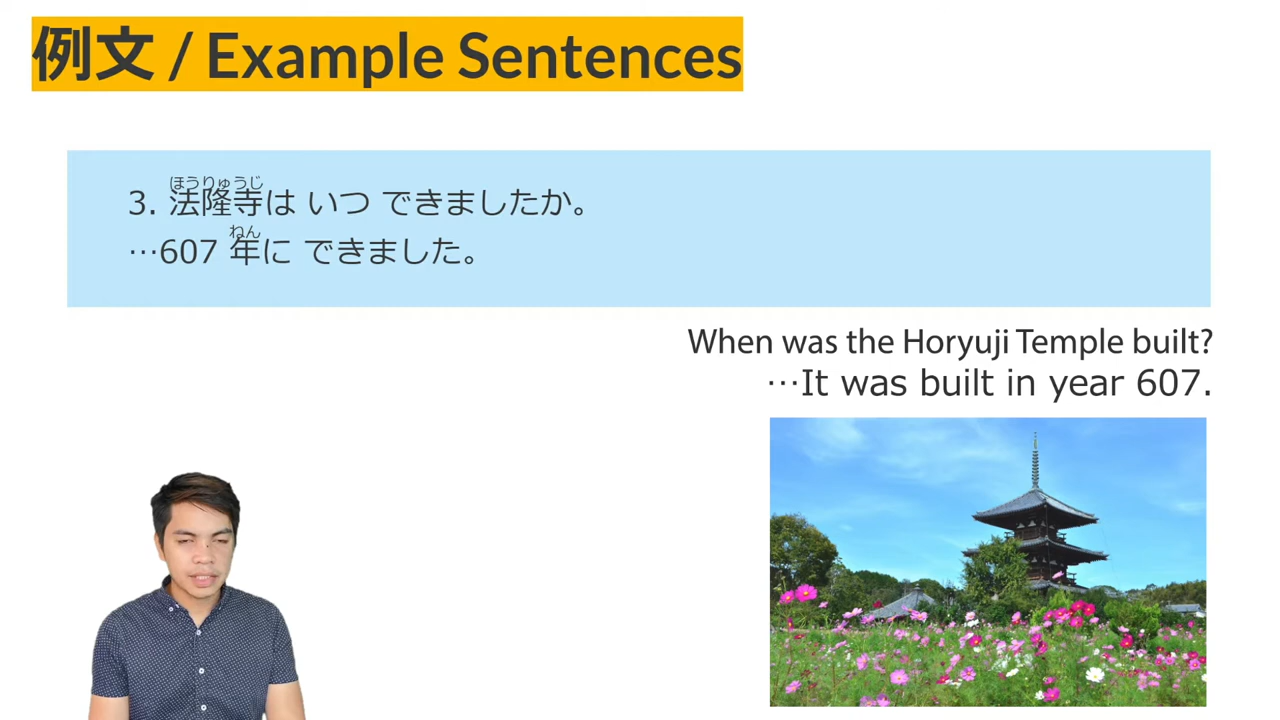 例文 / Example Sentences
ほうりゅうじ
3. 法隆寺は いつ できましたか。
ねん
…607 年に できました。
When was the Horyuji Temple built?
…It was built in year 607.